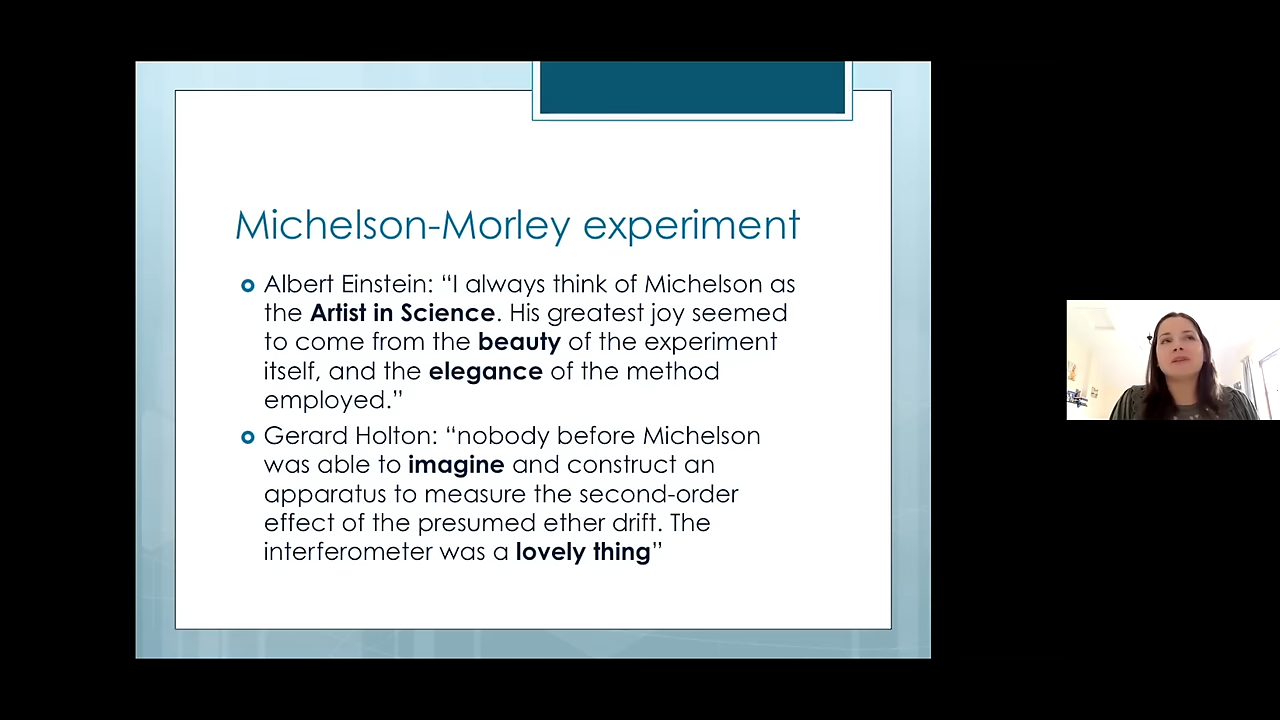 Michelson-Morley experiment
Albert Einstein: “I always think of Michelson as
the Artist in Science. His greatest joy seemed
to come from the beauty of the experiment
itself, and the elegance of the method
employed.”
Gerard Holton: “nobody before Michelson
was able to imagine and construct an
apparatus to measure the second-order
effect of the presumed ether drift. The
interferometer was a lovely thing”